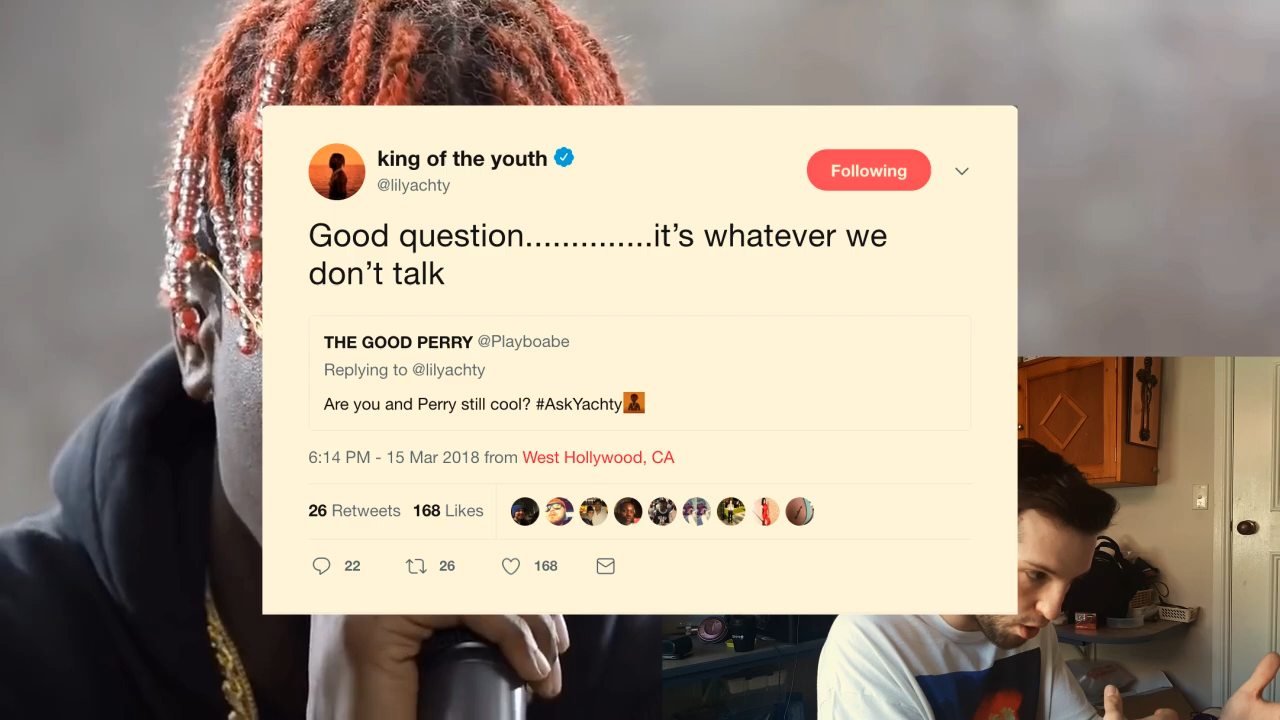 king of the youth
@lilyachty
Following
Good question..............it’s whatever we
don’t talk
THE GOOD PERRY @Playboabe
Replying to @lilyachty
Are you and Perry still cool? #AskYachty
6:14 PM - 15 Mar 2018 from West Hollywood, CA
26 Retweets 168 Likes
22 26 168